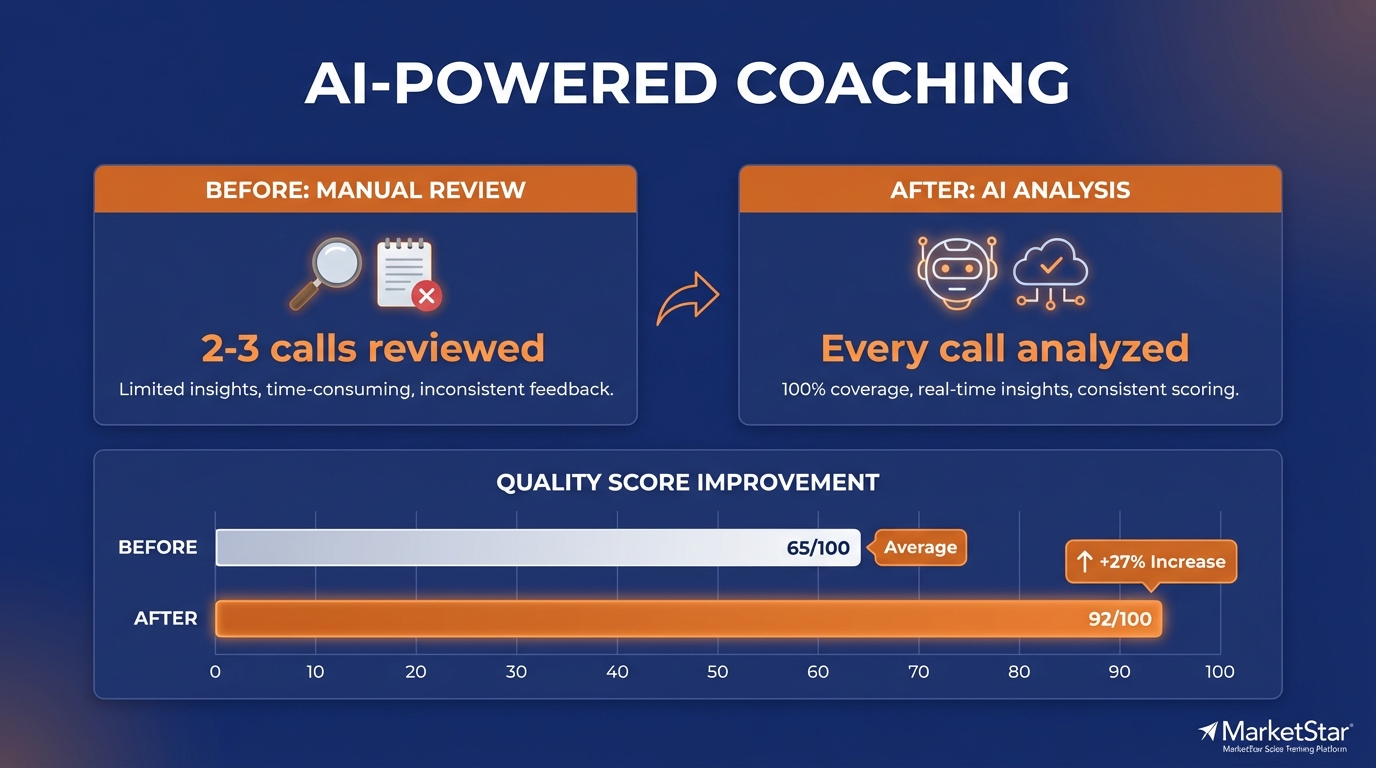 AI-POWERED COACHING
BEFORE: MANUAL REVIEW
2-3 calls reviewed
Limited insights, time-consuming, inconsistent feedback.
AFTER: AI ANALYSIS
Every call analyzed
100% coverage, real-time insights, consistent scoring.
QUALITY SCORE IMPROVEMENT
BEFORE
65/100
Average
+27% Increase
AFTER
92/100
0 10 20 30 40 50 60 70 80 90 100
MarketStar
Platform